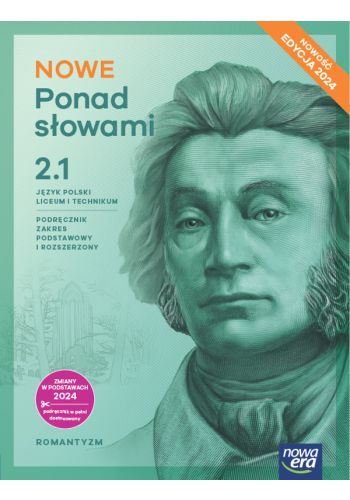 NOWOŚĆ
EDYCJA 2024
NOWE
Ponad
słowami
2.1
JĘZYK POLSKI
LICEUM I TECHNIKUM
PODRĘCZNIK
ZAKRES
PODSTAWOWY
I ROZSZERZONY
ZMIANY
W PODSTAWACH
2024
podręcznik w pełni
dostosowany
ROMANTYZM
nowa
era